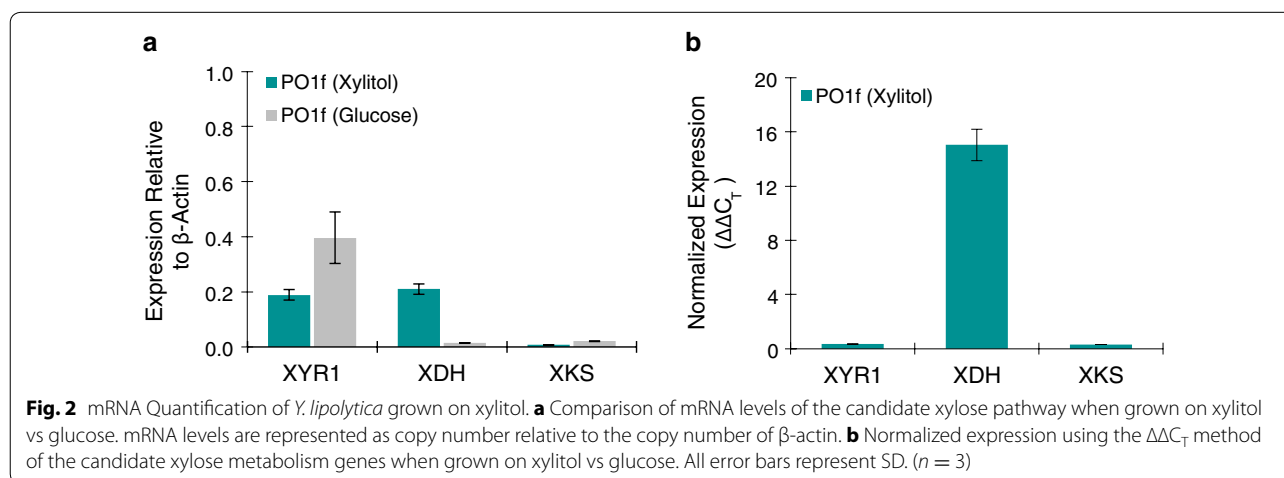 a
PO1f (Xylitol)
PO1f (Glucose)
Expression Relative
to β-Actin
1.0
0.8
0.6
0.4
0.2
0.0
XYR1 XDH XKS
b
PO1f (Xylitol)
Normalized Expression
(ΔΔC_T)
20
16
12
8
4
0
XYR1 XDH XKS
Fig. 2 mRNA Quantification of Y. lipolytica grown on xylitol. a Comparison of mRNA levels of the candidate xylose pathway when grown on xylitol
vs glucose. mRNA levels are represented as copy number relative to the copy number of β-actin. b Normalized expression using the ΔΔC_T method
of the candidate xylose metabolism genes when grown on xylitol vs glucose. All error bars represent SD. (n = 3)